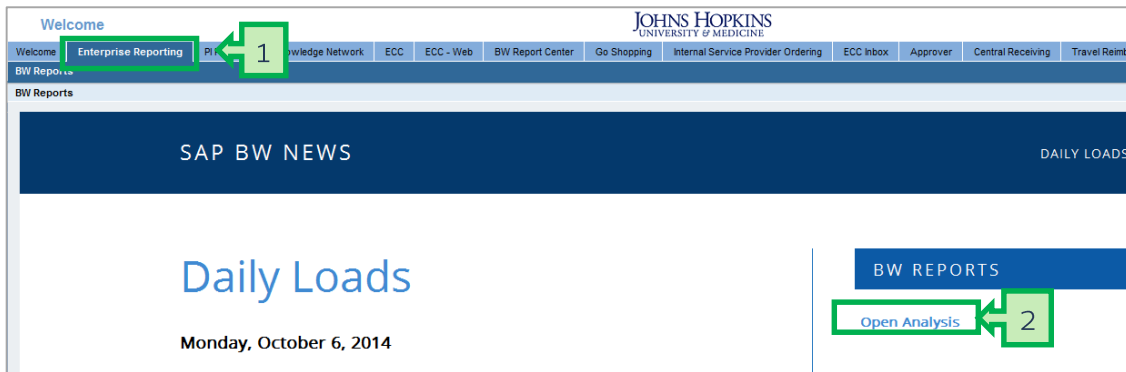 Welcome
JOHNS HOPKINS
UNIVERSITY & MEDICINE
Welcome Enterprise Reporting PI 1 Network ECC ECC - Web BW Report Center Go Shopping Internal Service Provider Ordering ECC Inbox Approver Central Receiving Travel
BW Reports
BW Reports
SAP BW NEWS
DAILY LOADS
Daily Loads
BW REPORTS
Open Analysis 2
Monday, October 6, 2014